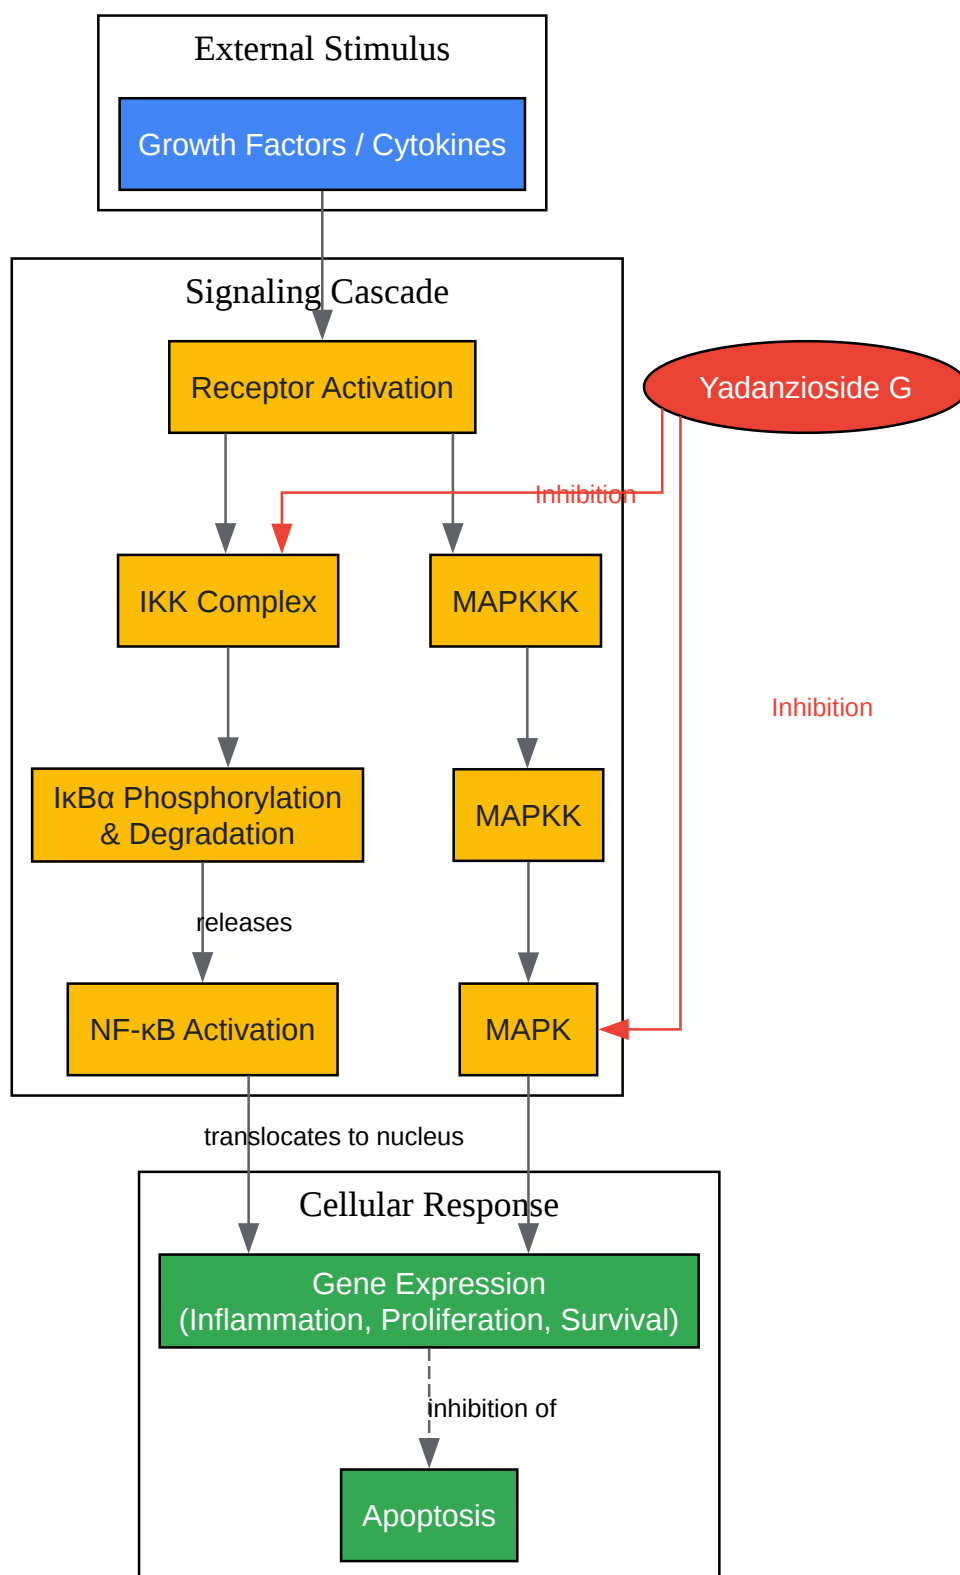 External Stimulus
Growth Factors / Cytokines
Signaling Cascade
Receptor Activation
Yadanzioside G
Inhibition
IKK Complex
MAPKKK
Inhibition
IκBα Phosphorylation
& Degradation
MAPKK
releases
NF-κB Activation
MAPK
translocates to nucleus
Cellular Response
Gene Expression
(Inflammation, Proliferation, Survival)
inhibition of
Apoptosis